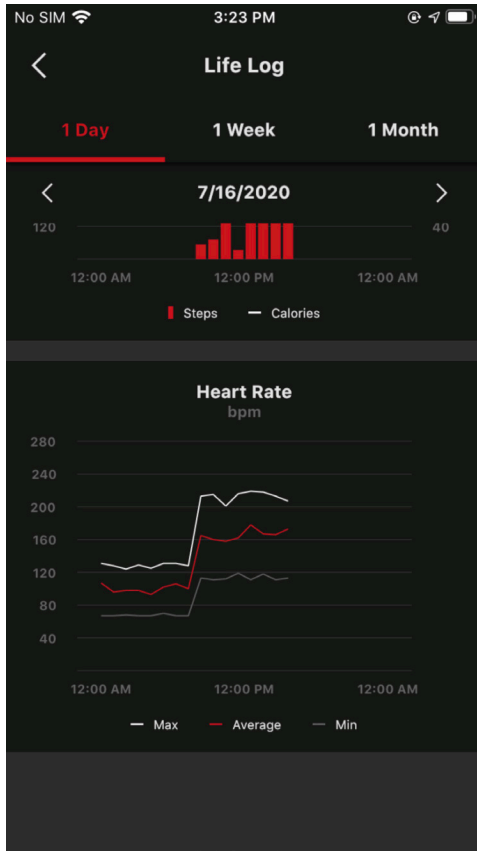 No SIM 3:23 PM
Life Log
1 Day 1 Week 1 Month
7/16/2020
120 40
12:00 AM 12:00 PM 12:00 AM
Steps Calories
Heart Rate
bpm
280
240
200
160
120
80
40
12:00 AM 12:00 PM 12:00 AM
Max Average Min